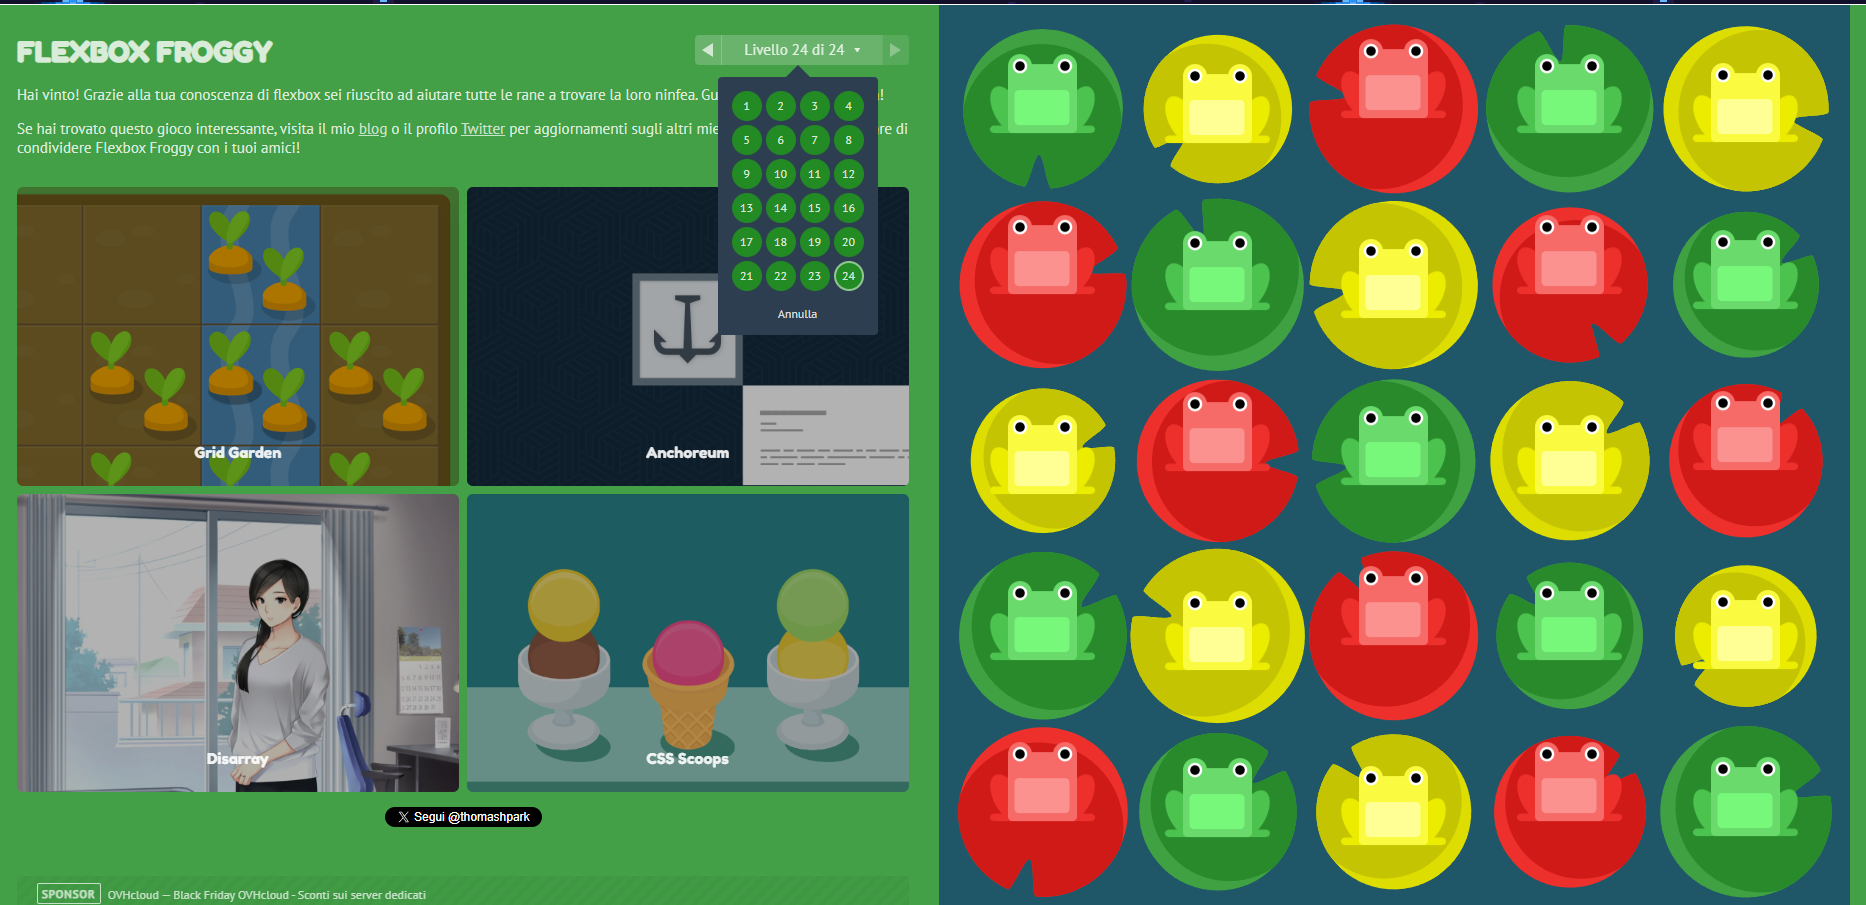 FLEXBOX FROGGY
Livello 24 di 24
Hai vinto! Grazie alla tua conoscenza di flexbox sei riuscito ad aiutare tutte le rane a trovare la loro ninfea. Gu
!
Se hai trovato questo gioco interessante, visita il mio blog o il profilo Twitter per aggiornamenti sugli altri mie
re di
condividere Flexbox Froggy con i tuoi amici!
1 2 3 4
5 6 7 8
9 10 11 12
13 14 15 16
17 18 19 20
21 22 23 24
Annulla
Grid Garden
Anchoreum
Disarray
CSS Scoops
Segui @thomashpark
SPONSOR OVHcloud — Black Friday OVHcloud - Sconti sui server dedicati